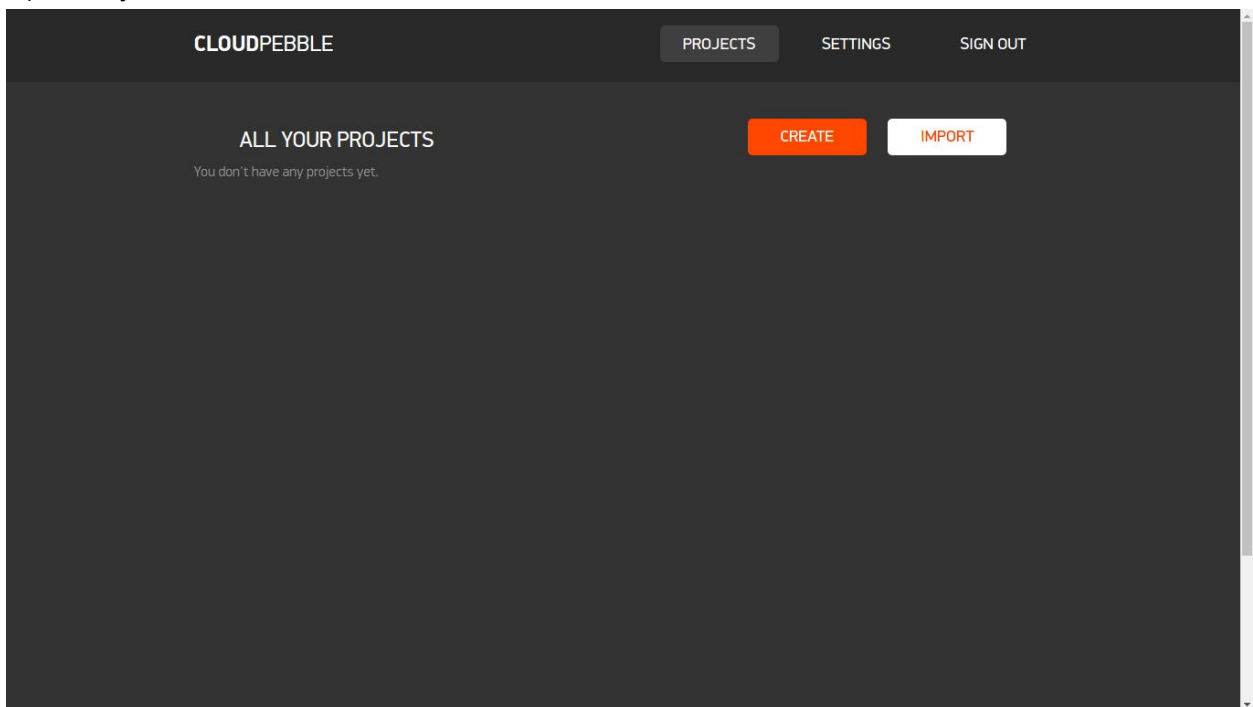 CLOUDPEBBLE PROJECTS SETTINGS SIGN OUT
ALL YOUR PROJECTS CREATE IMPORT
You don't have any projects yet.